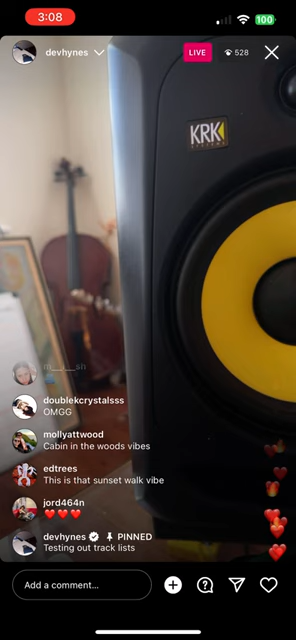 3:08
100
devhynes
LIVE
528
KRK
SYSTEMS
doublekcrystalsss
OMGG
mollyattwood
Cabin in the woods vibes
edtrees
This is that sunset walk vibe
jord464n
❤️❤️❤️
devhynes PINNED
Testing out track lists
Add a comment...